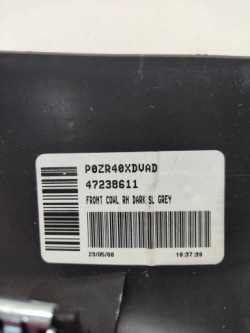 P0ZR40XDVAD
47238611
FRONT COWL RH DARK SL GREY
23/05/08 18:37:39